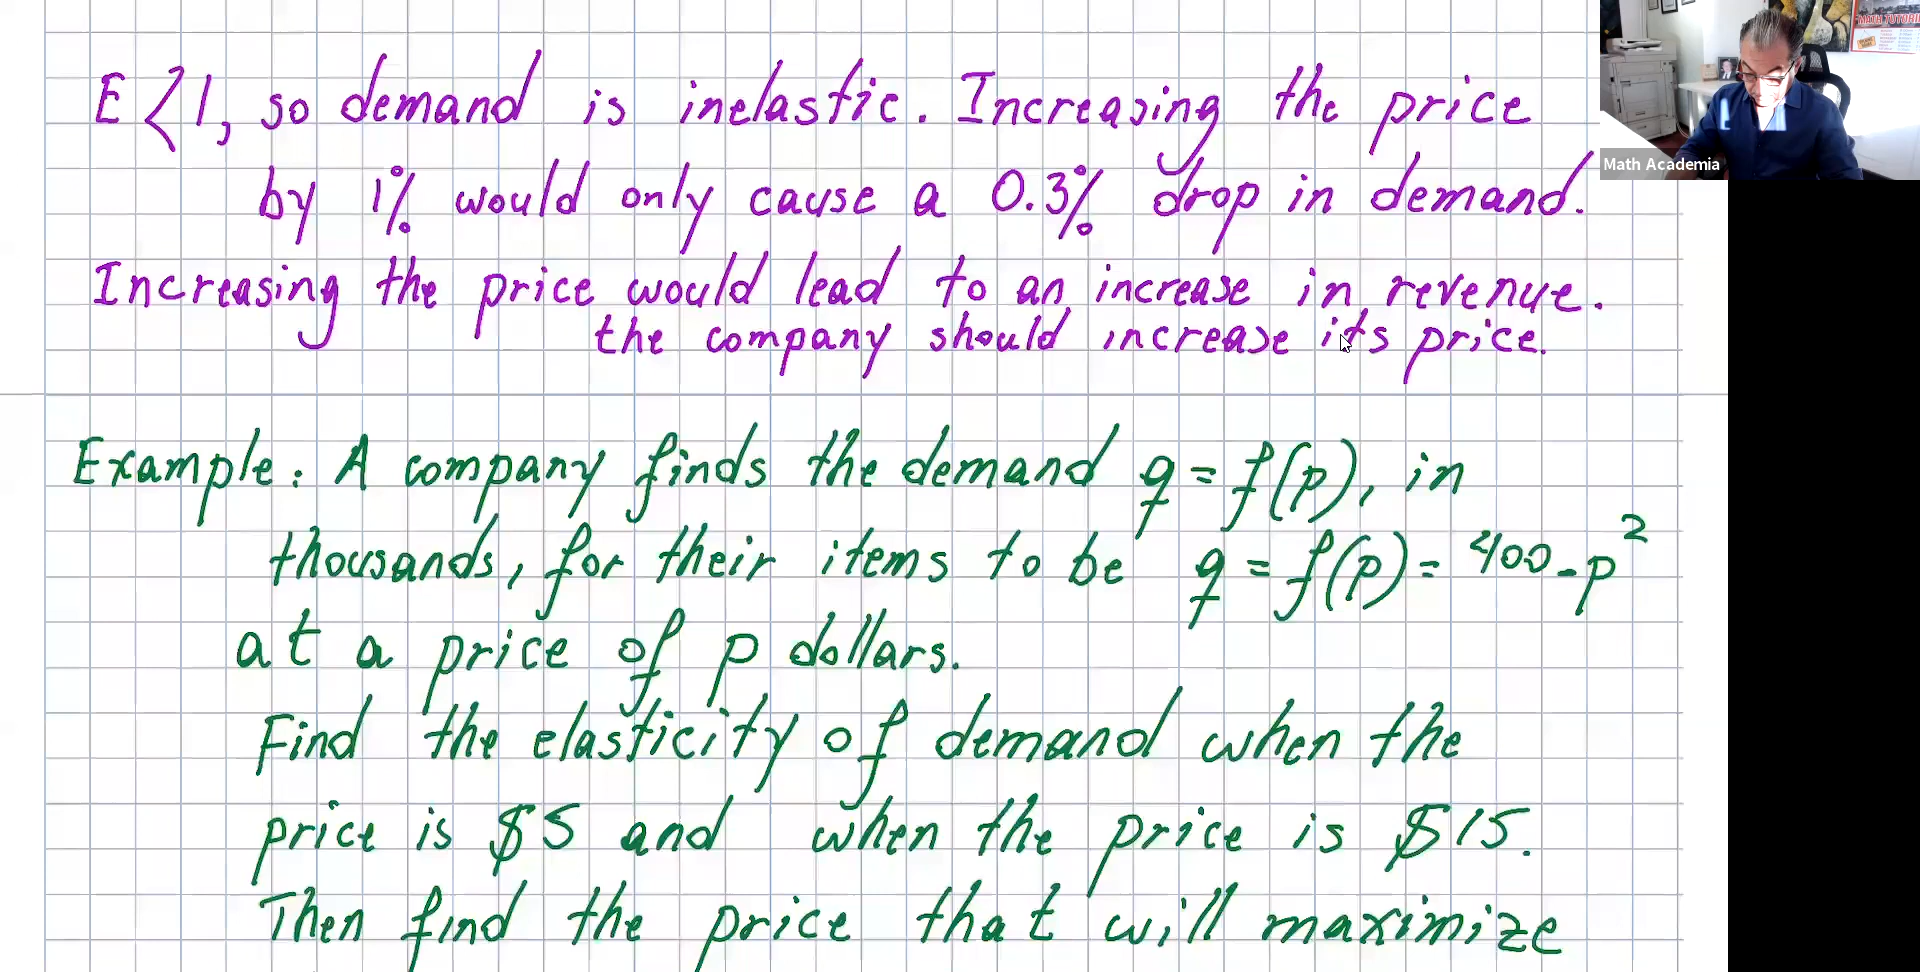 E<1, so demand is inelastic. Increasing the price
by 1% would only cause a 0.3% drop in demand.
Increasing the price would lead to an increase in revenue.
the company should increase its price.
Example: A company finds the demand q = f(p), in
thousands, for their items to be q = f(p) = 400 - p²
at a price of p dollars.
Find the elasticity of demand when the
price is $5 and when the price is $15.
Then find the price that will maximize
Math Academia
MATH TUTORI